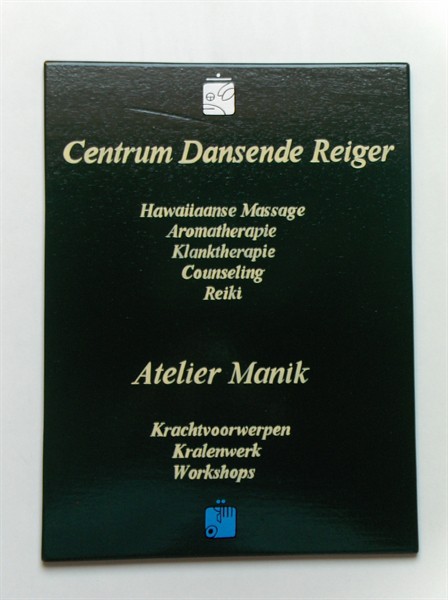 Centrum Dansende Reiger
Hawaiiaanse Massage
Aromatherapie
Klanktherapie
Counseling
Reiki
Atelier Manik
Krachtvoorwerpen
Kralenwerk
Workshops